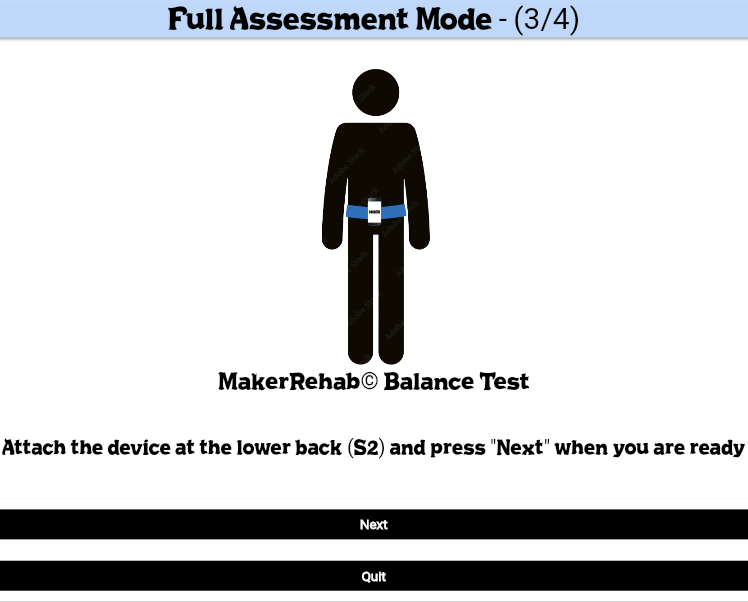 Full Assessment Mode - (3/4)
MakerRehab© Balance Test
Attach the device at the lower back (S2) and press "Next" when you are ready
Next
Quit